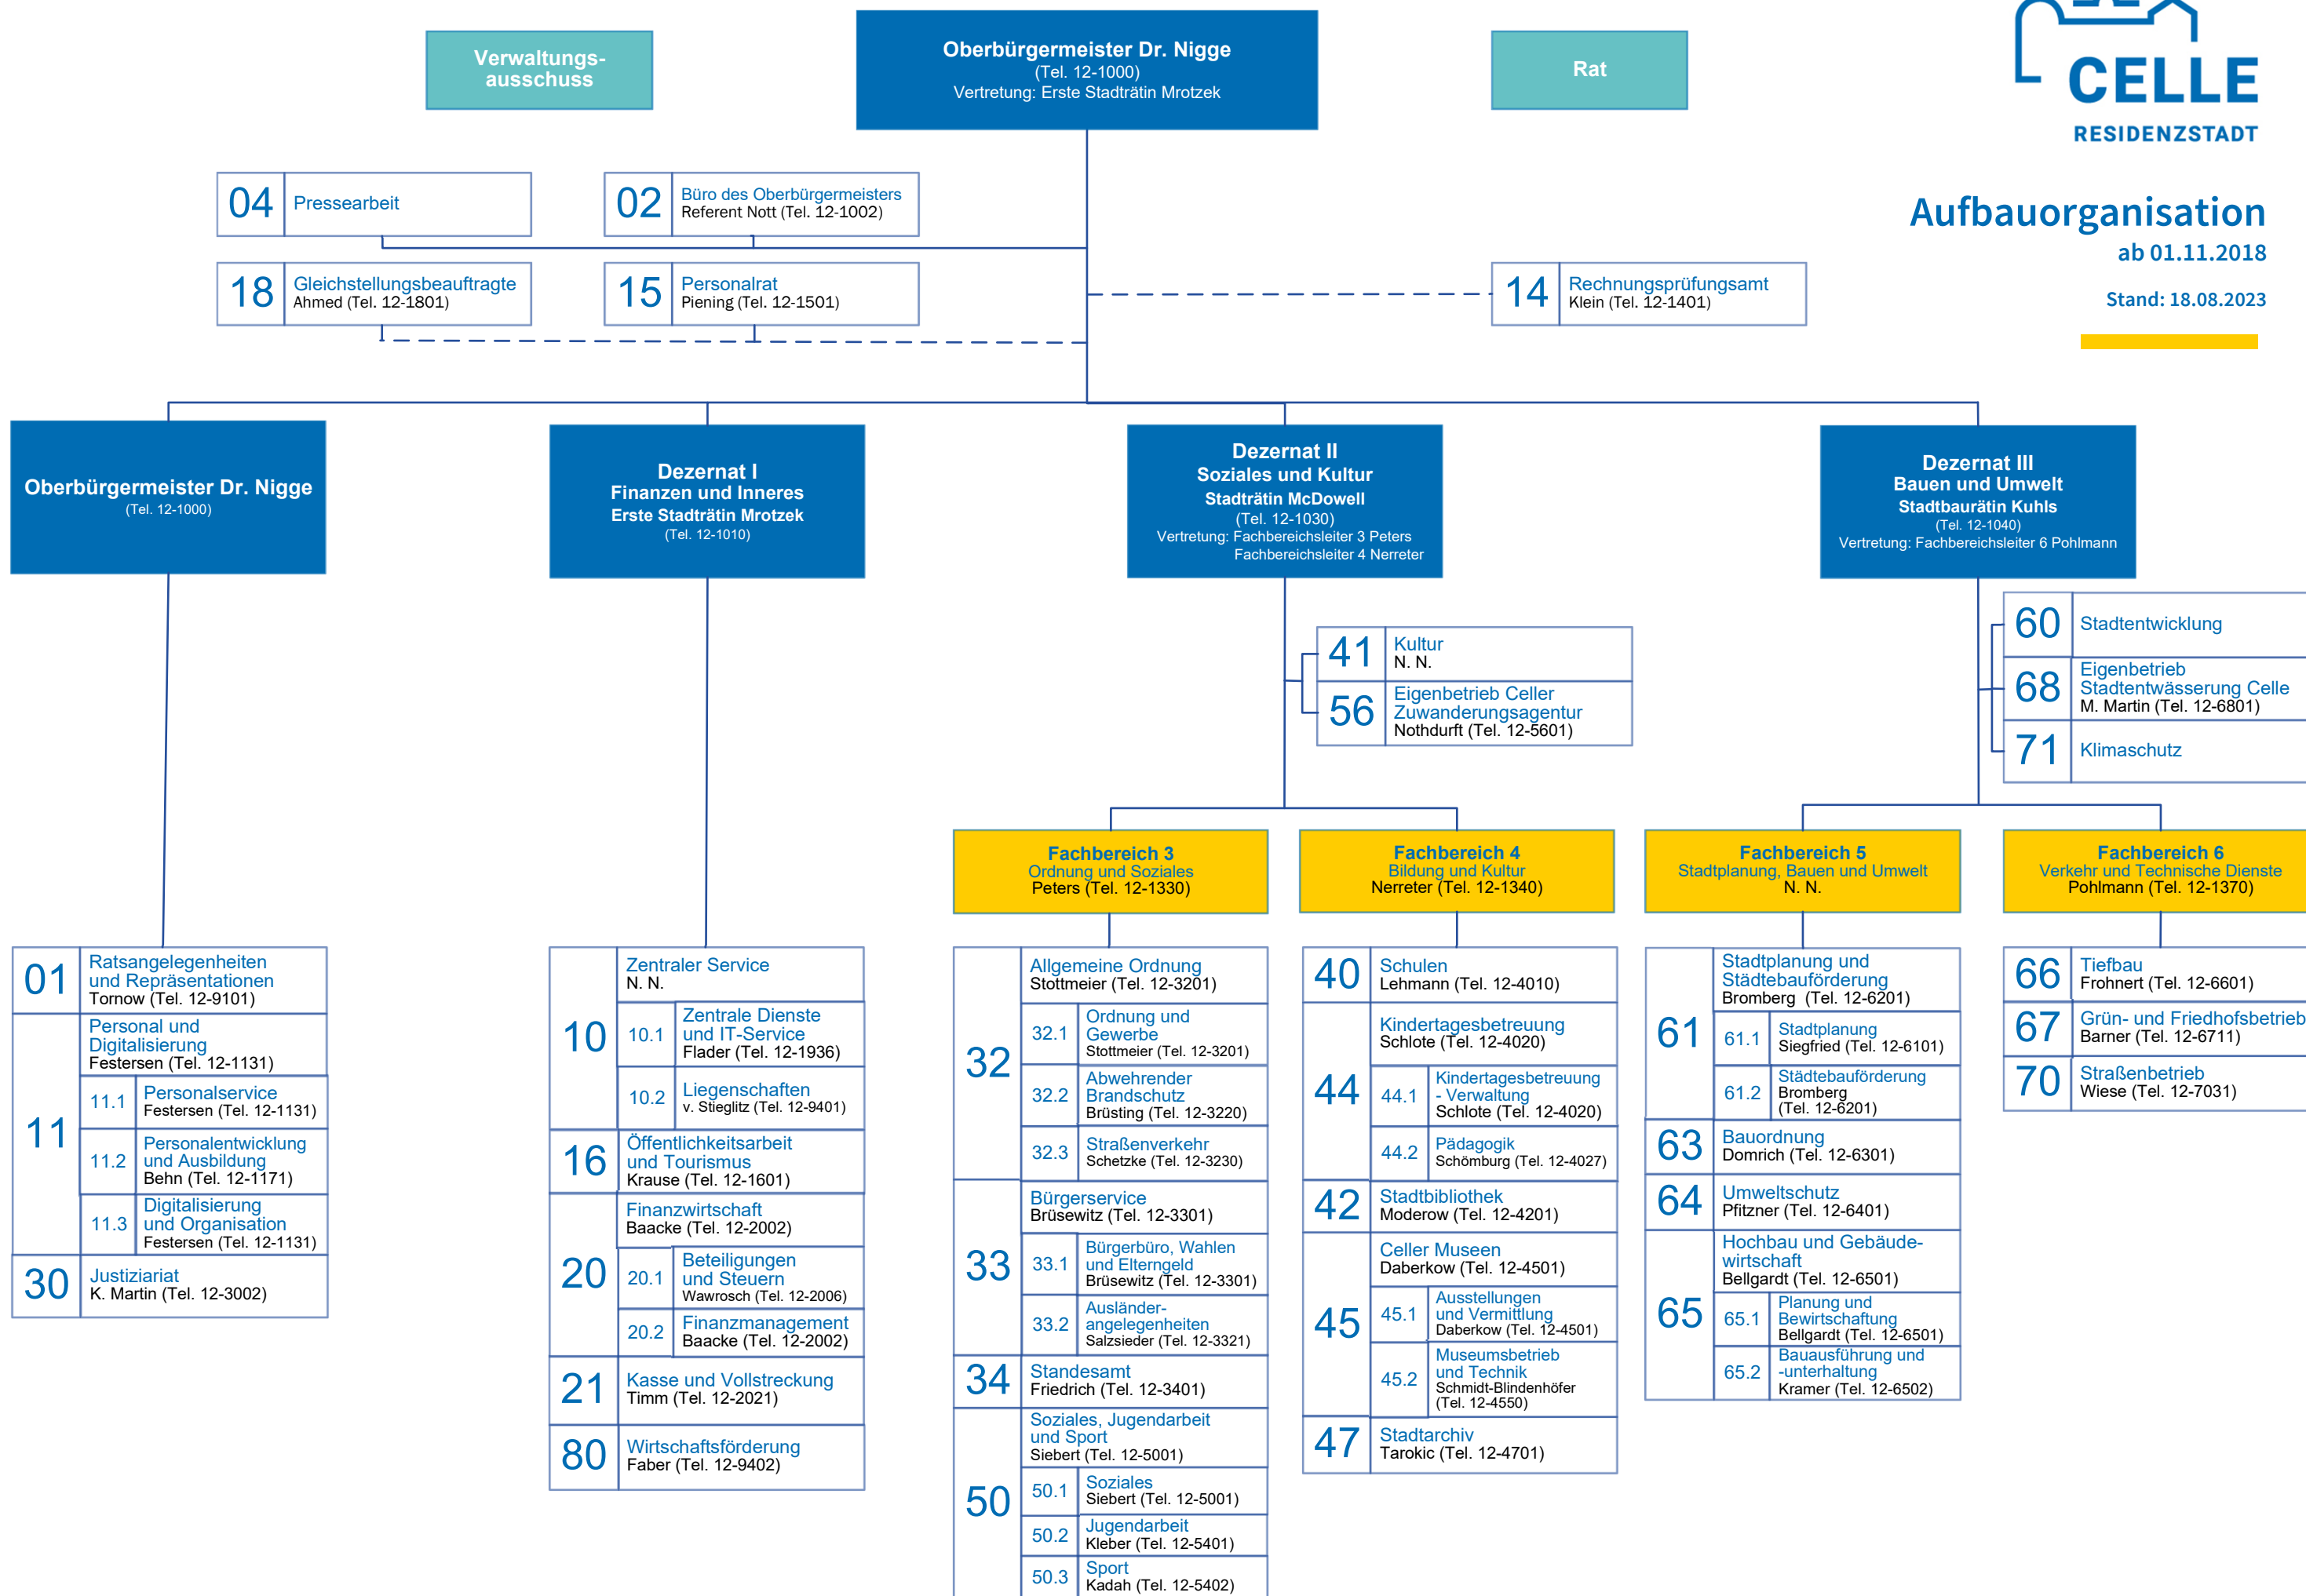 Verwaltungs-
ausschuss
Oberbürgermeister Dr. Nigge
(Tel. 12-1000)
Vertretung: Erste Stadträtin Mrotzek
Rat
CELLE
RESIDENZSTADT
Aufbauorganisation
ab 01.11.2018
Stand: 18.08.2023
04
Pressearbeit
02
Büro des Oberbürgermeisters
Referent Nott (Tel. 12-1002)
18
Gleichstellungsbeauftragte
Ahmed (Tel. 12-1801)
15
Personalrat
Piening (Tel. 12-1501)
14
Rechnungsprüfungsamt
Klein (Tel. 12-1401)
Oberbürgermeister Dr. Nigge
(Tel. 12-1000)
Dezernat I
Finanzen und Inneres
Erste Stadträtin Mrotzek
(Tel. 12-1010)
Dezernat II
Soziales und Kultur
Stadträtin McDowell
(Tel. 12-1030)
Vertretung: Fachbereichsleiter 3 Peters
Fachbereichsleiter 4 Nerreter
Dezernat III
Bauen und Umwelt
Stadtbaurätin Kuhls
(Tel. 12-1040)
Vertretung: Fachbereichsleiter 6 Pohlmann
41
Kultur
N. N.
56
Eigenbetrieb Celler
Zuwanderungsagentur
Nothdurft (Tel. 12-5601)
60
Stadtentwicklung
68
Eigenbetrieb
Stadtentwässerung Celle
M. Martin (Tel. 12-6801)
71
Klimaschutz
Fachbereich 3
Ordnung und Soziales
Peters (Tel. 12-1330)
Fachbereich 4
Bildung und Kultur
Nerreter (Tel. 12-1340)
Fachbereich 5
Stadtplanung, Bauen und Umwelt
N. N.
Fachbereich 6
Verkehr und Technische Dienste
Pohlmann (Tel. 12-1370)
01
Ratsangelegenheiten
und Repräsentationen
Tornow (Tel. 12-9101)
11
Personal und
Digitalisierung
Festersen (Tel. 12-1131)
11.1
Personalservice
Festersen (Tel. 12-1131)
11.2
Personalentwicklung
und Ausbildung
Behn (Tel. 12-1171)
11.3
Digitalisierung
und Organisation
Festersen (Tel. 12-1131)
30
Justiziariat
K. Martin (Tel. 12-3002)
10
Zentraler Service
N. N.
10.1
Zentrale Dienste
und IT-Service
Flader (Tel. 12-1936)
10.2
Liegenschaften
v. Stieglitz (Tel. 12-9401)
16
Öffentlichkeitsarbeit
und Tourismus
Krause (Tel. 12-1601)
20
Finanzwirtschaft
Baacke (Tel. 12-2002)
20.1
Beteiligungen
und Steuern
Wawrosch (Tel. 12-2006)
20.2
Finanzmanagement
Baacke (Tel. 12-2002)
21
Kasse und Vollstreckung
Timm (Tel. 12-2021)
80
Wirtschaftsförderung
Faber (Tel. 12-9402)
32
Allgemeine Ordnung
Stottmeier (Tel. 12-3201)
32.1
Ordnung und
Gewerbe
Stottmeier (Tel. 12-3201)
32.2
Abwehrender
Brandschutz
Brüsting (Tel. 12-3220)
32.3
Straßenverkehr
Schetzke (Tel. 12-3230)
33
Bürgerservice
Brüsewitz (Tel. 12-3301)
33.1
Bürgerbüro, Wahlen
und Elterngeld
Brüsewitz (Tel. 12-3301)
33.2
Ausländer-
angelegenheiten
Salzsieder (Tel. 12-3321)
34
Standesamt
Friedrich (Tel. 12-3401)
50
Soziales, Jugendarbeit
und Sport
Siebert (Tel. 12-5001)
50.1
Soziales
Siebert (Tel. 12-5001)
50.2
Jugendarbeit
Kleber (Tel. 12-5401)
50.3
Sport
Kadah (Tel. 12-5402)
40
Schulen
Lehmann (Tel. 12-4010)
44
Kindertagesbetreuung
Schlote (Tel. 12-4020)
44.1
Kindertagesbetreuung
- Verwaltung
Schlote (Tel. 12-4020)
44.2
Pädagogik
Schömburg (Tel. 12-4027)
42
Stadtbibliothek
Moderow (Tel. 12-4201)
45
Celler Museen
Daberkow (Tel. 12-4501)
45.1
Ausstellungen
und Vermittlung
Daberkow (Tel. 12-4501)
45.2
Museumsbetrieb
und Technik
Schmidt-Blindenhöfer
(Tel. 12-4550)
47
Stadtarchiv
Tarokic (Tel. 12-4701)
61
Stadtplanung und
Städtebauförderung
Bromberg (Tel. 12-6201)
61.1
Stadtplanung
Siegfried (Tel. 12-6101)
61.2
Städtebauförderung
Bromberg
(Tel. 12-6201)
63
Bauordnung
Domrich (Tel. 12-6301)
64
Umweltschutz
Pfitzner (Tel. 12-6401)
65
Hochbau und Gebäude-
wirtschaft
Bellgardt (Tel. 12-6501)
65.1
Planung und
Bewirtschaftung
Bellgardt (Tel. 12-6501)
65.2
Bauausführung und
-unterhaltung
Kramer (Tel. 12-6502)
66
Tiefbau
Frohnert (Tel. 12-6601)
67
Grün- und Friedhofsbetrieb
Barner (Tel. 12-6711)
70
Straßenbetrieb
Wiese (Tel. 12-7031)